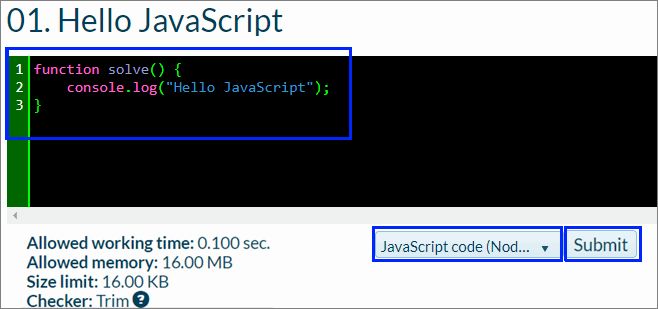 01. Hello JavaScript
1 function solve() {
2     console.log("Hello JavaScript");
3 }
Allowed working time: 0.100 sec.
JavaScript code (Nod... Submit
Allowed memory: 16.00 MB
Size limit: 16.00 KB
Checker: Trim ?